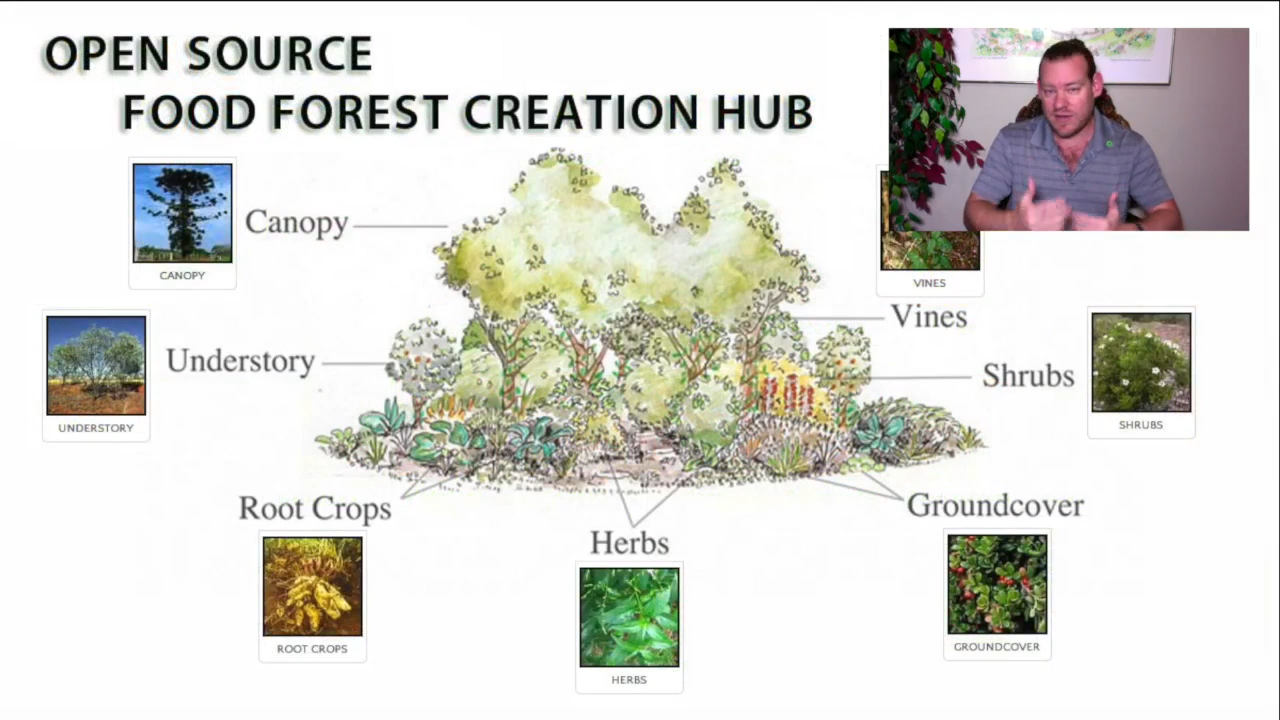 OPEN SOURCE
FOOD FOREST CREATION HUB
Canopy
CANOPY
VINES
Vines
Understory
UNDERSTORY
Shrubs
SHRUBS
Root Crops
ROOT CROPS
Herbs
HERBS
Groundcover
GROUNDCOVER